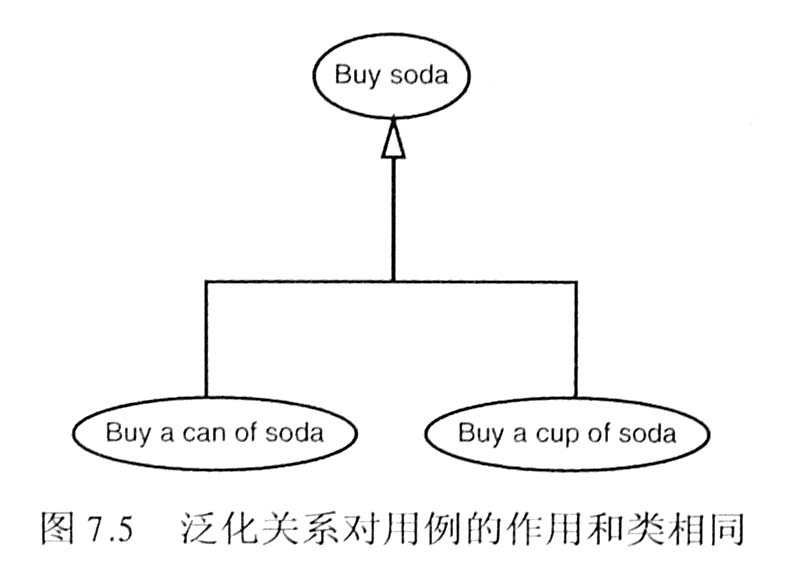 Buy soda
Buy a can of soda
Buy a cup of soda
图 7.5 泛化关系对用例的作用和类相同